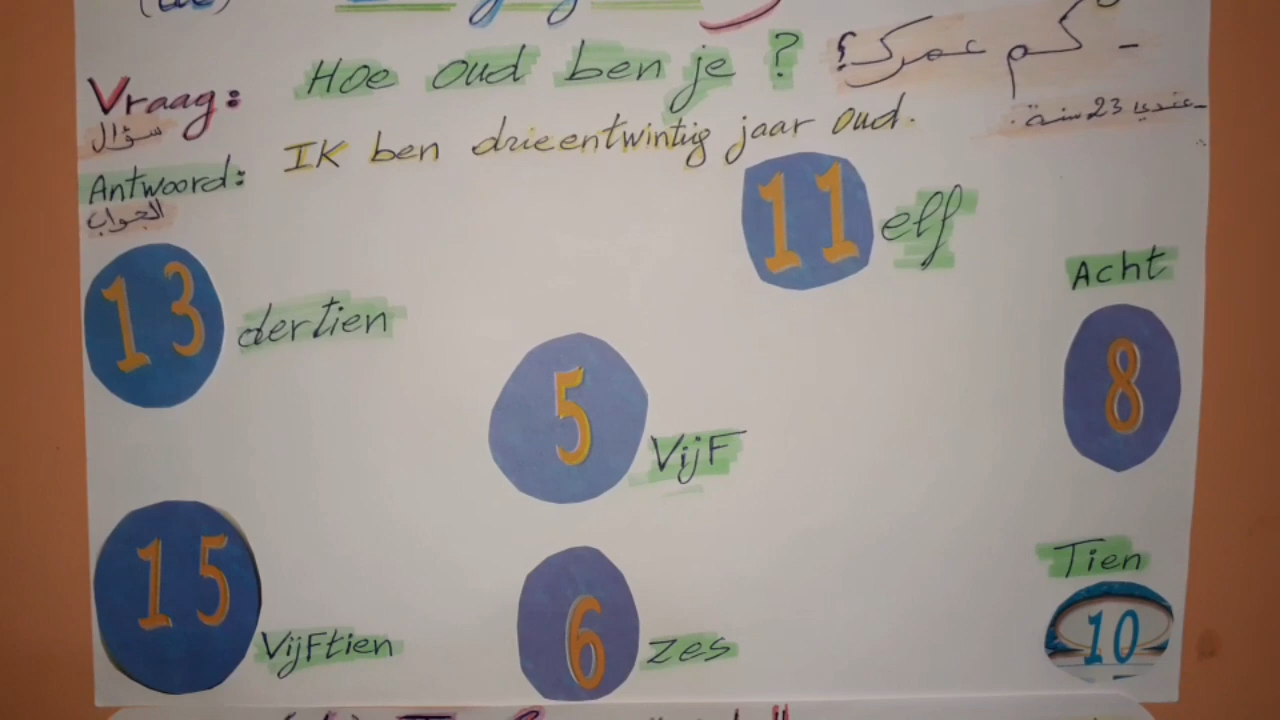 Vraag: Hoe oud ben je ? كم عمرك؟ -
سؤال
عندي 23 سنة.
Antwoord: IK ben drieentwintig jaar oud.
الجواب
11 elf
Acht
8
13 dertien
5 VijF
15 VijFtien
6 zes
Tien
10